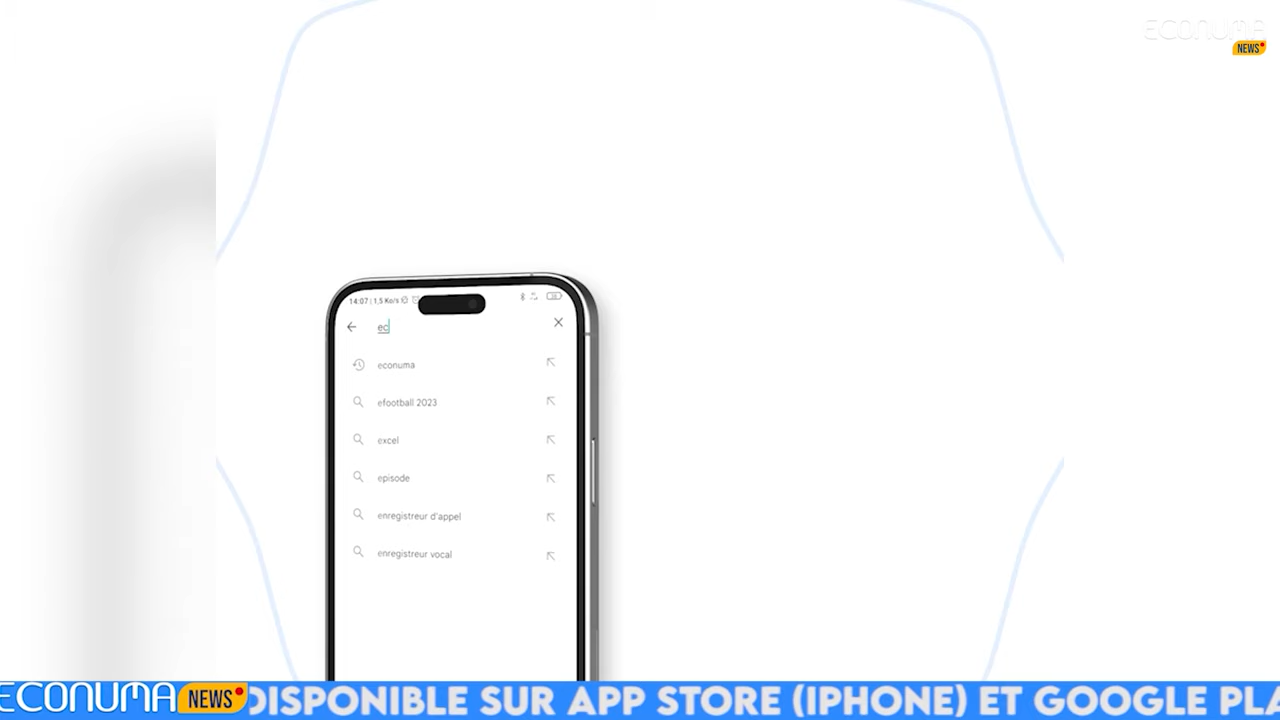 ECONUMA
NEWS
14:07 | 1,5 Ko/s
ec
econuma
efootball 2023
excel
episode
enregistreur d'appel
enregistreur vocal
ECONUMA NEWS DISPONIBLE SUR APP STORE (IPHONE) ET GOOGLE PLA